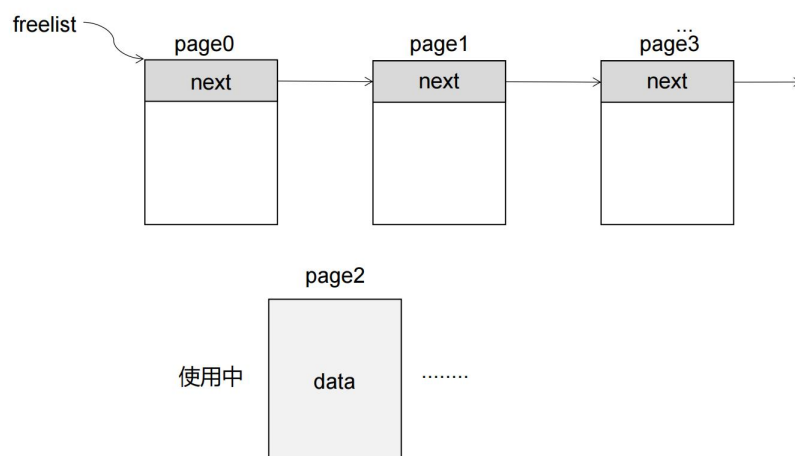 freelist
page0
page1
...
page3
next
next
next
page2
使用中
data
........